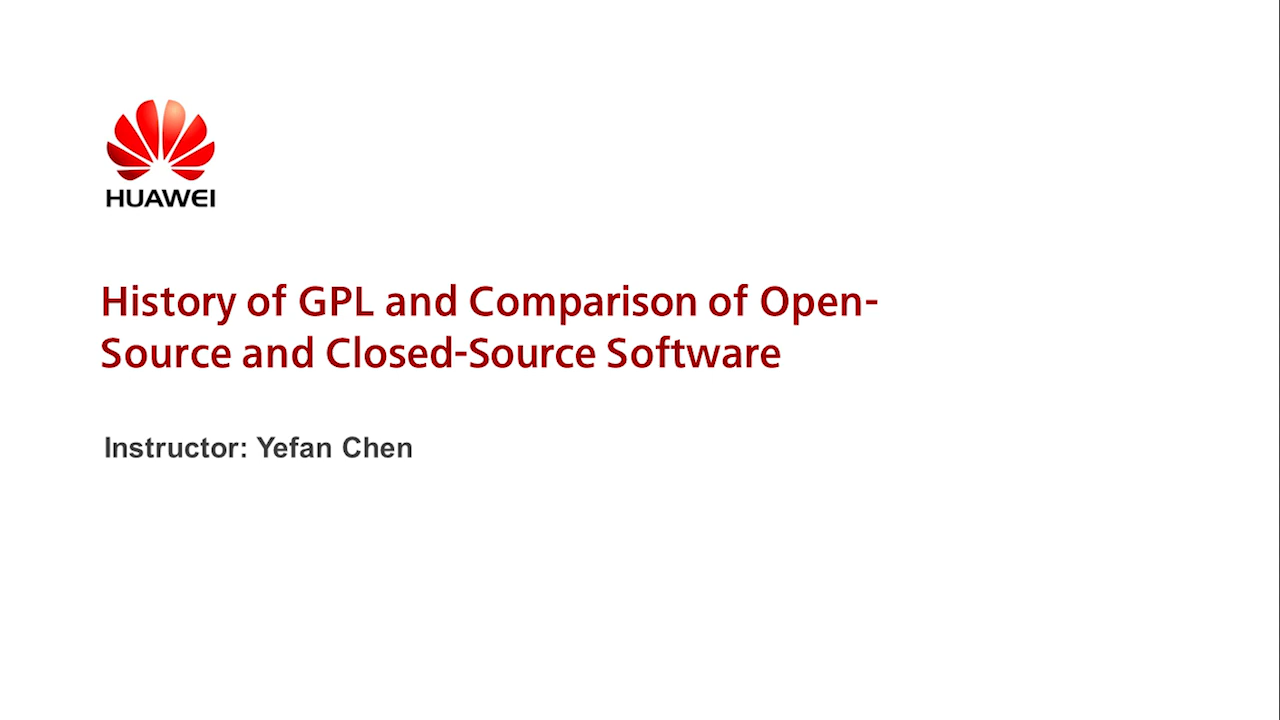 HUAWEI
History of GPL and Comparison of Open-
Source and Closed-Source Software
Instructor: Yefan Chen